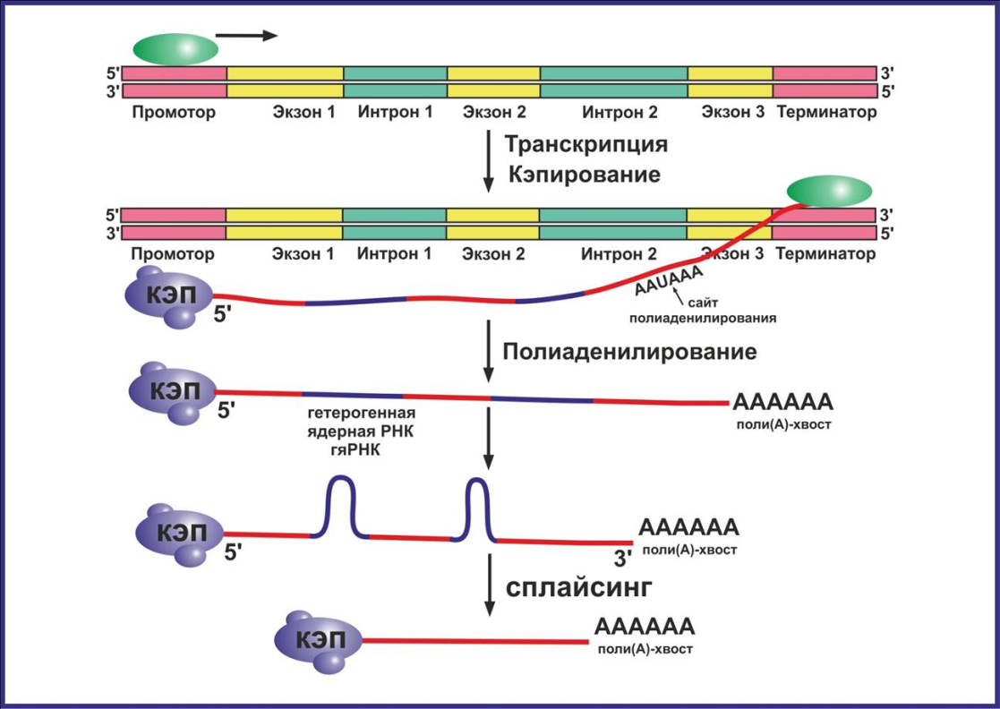 5' 3'
3' 5'
Промотор Экзон 1 Интрон 1 Экзон 2 Интрон 2 Экзон 3 Терминатор
Транскрипция
Кэпирование
5' 3'
3' 5'
Промотор Экзон 1 Интрон 1 Экзон 2 Интрон 2 Экзон 3 Терминатор
КЭП
5'
AAUAAA
сайт
полиаденилирования
Полиаденилирование
КЭП
5'
АААААА
поли(А)-хвост
гетерогенная
ядерная РНК
гяРНК
КЭП
5'
3'
АААААА
поли(А)-хвост
сплайсинг
КЭП
АААААА
поли(А)-хвост